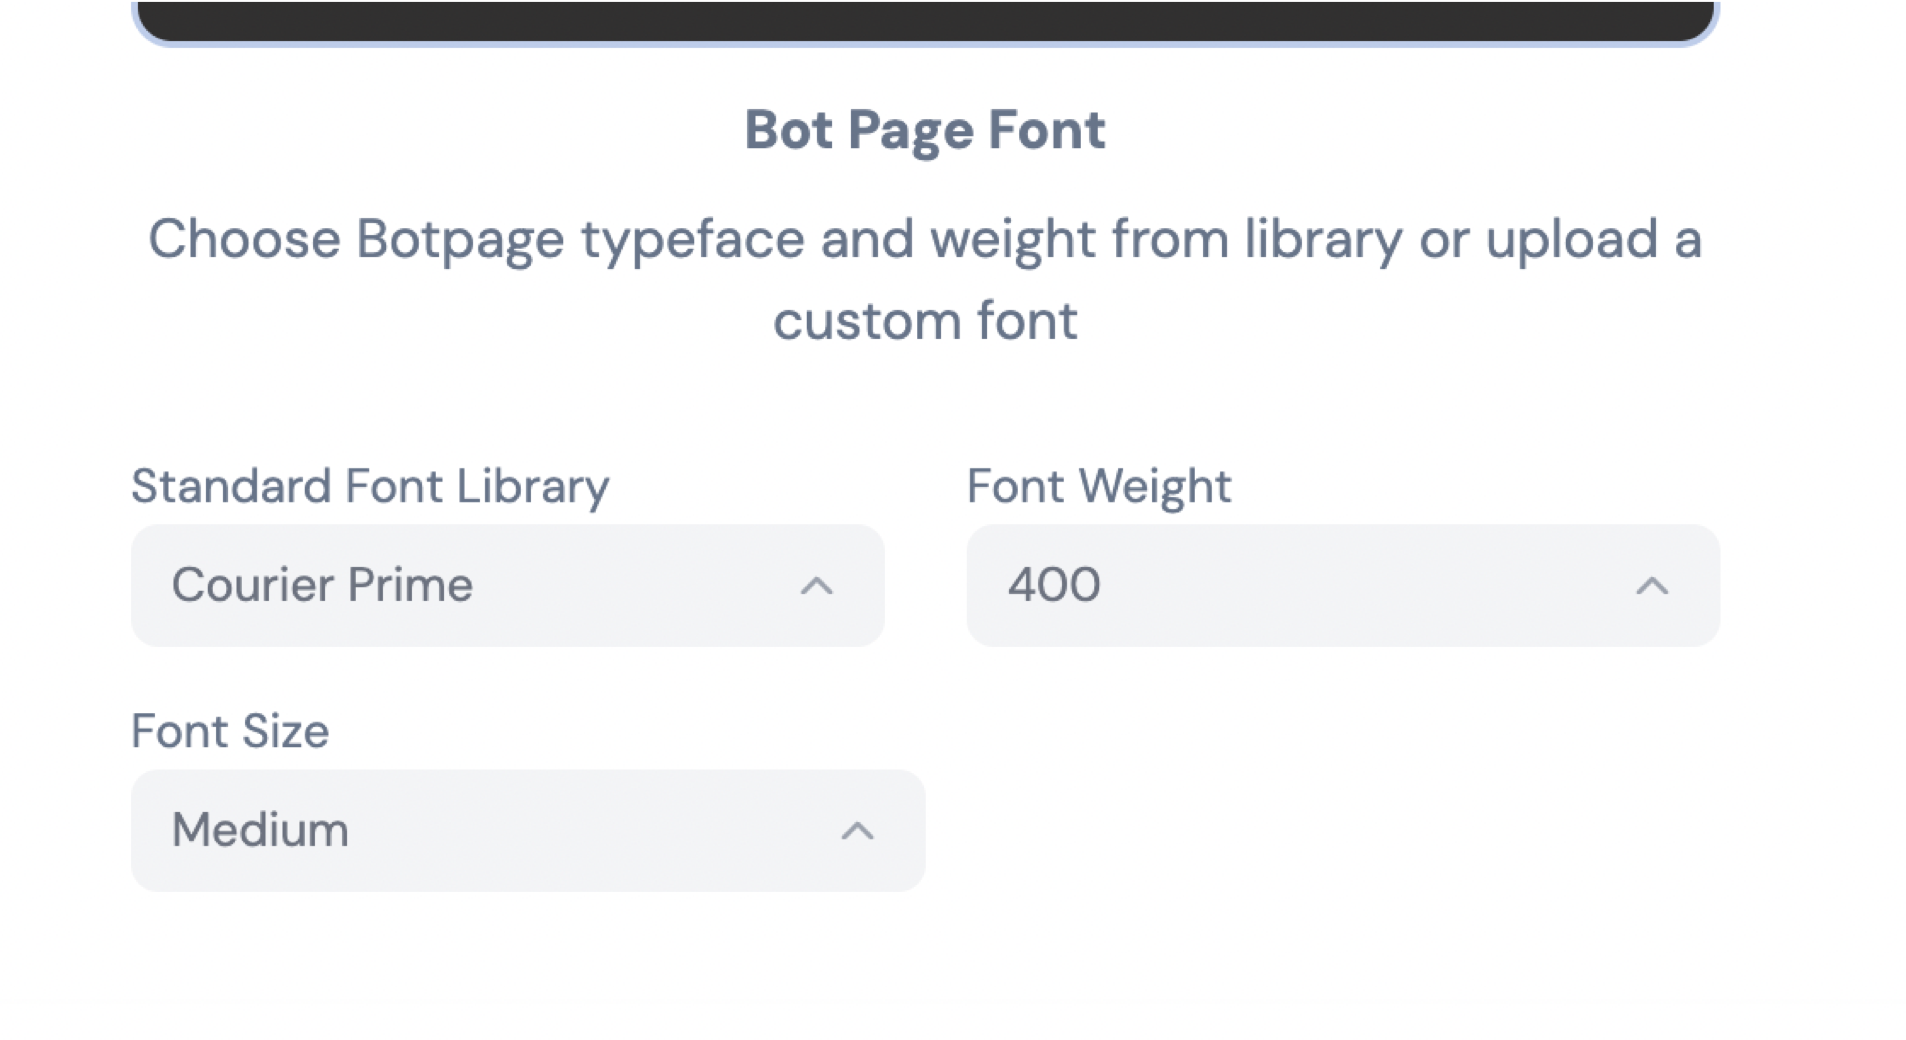 Bot Page Font
Choose Botpage typeface and weight from library or upload a
custom font
Standard Font Library
Font Weight
Courier Prime
400
Font Size
Medium